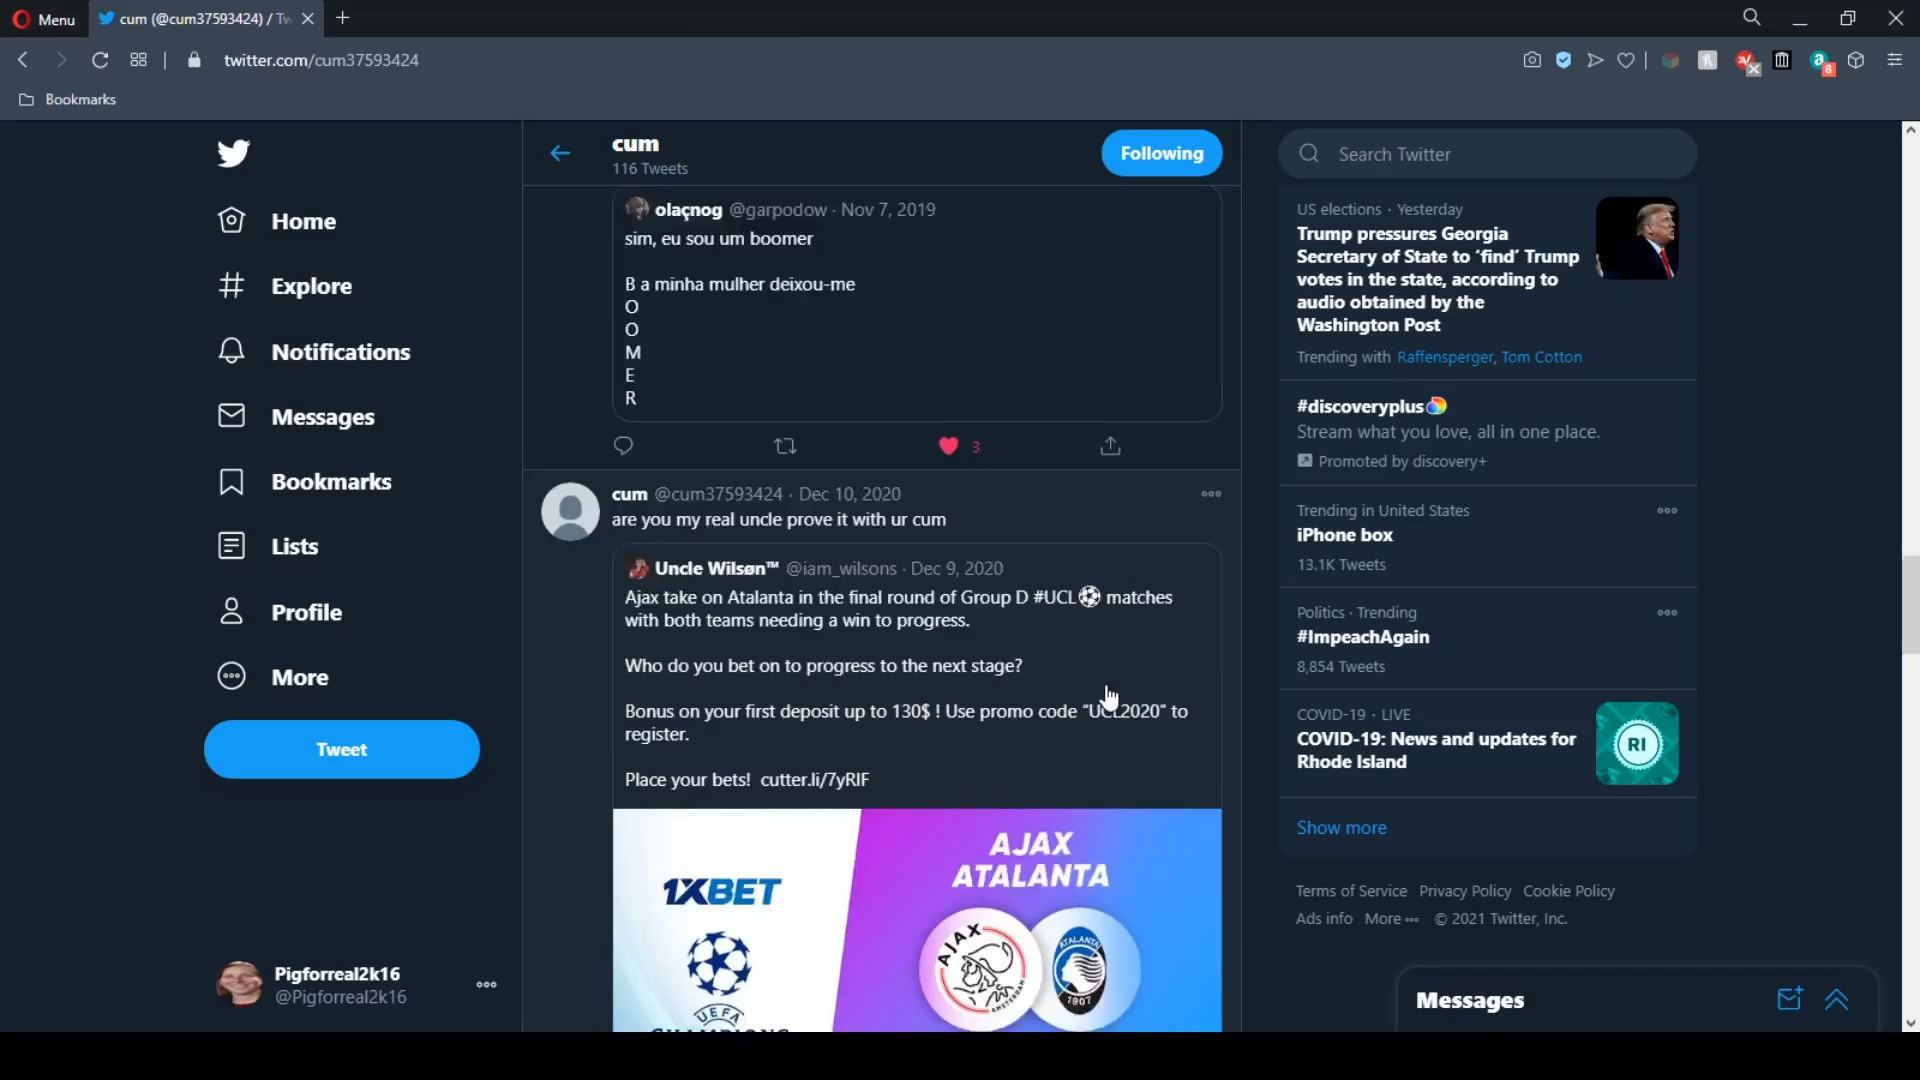 Menu
cum (@cum37593424) / Tw
twitter.com/cum37593424
8
Bookmarks
Home
Explore
Notifications
Messages
Bookmarks
Lists
Profile
More
Tweet
Pigforreal2k16
@Pigforreal2k16
cum
116 Tweets
Following
olaçnog @garpodow · Nov 7, 2019
sim, eu sou um boomer
B a minha mulher deixou-me
O
O
M
E
R
3
cum @cum37593424 · Dec 10, 2020
are you my real uncle prove it with ur cum
Uncle Wilsøn™ @iam_wilsons · Dec 9, 2020
Ajax take on Atalanta in the final round of Group D #UCL⚽ matches
with both teams needing a win to progress.
Who do you bet on to progress to the next stage?
Bonus on your first deposit up to 130$ ! Use promo code “UCL2020” to
register.
Place your bets! cutter.li/7yRIF
1XBET
UEFA
CHAMPIONS
AJAX
ATALANTA
AJAX
AMSTERDAM
ATALANTA
1907
Search Twitter
US elections · Yesterday
Trump pressures Georgia
Secretary of State to ‘find’ Trump
votes in the state, according to
audio obtained by the
Washington Post
Trending with Raffensperger, Tom Cotton
#discoveryplus
Stream what you love, all in one place.
Promoted by discovery+
Trending in United States
iPhone box
13.1K Tweets
Politics · Trending
#ImpeachAgain
8,854 Tweets
COVID-19 · LIVE
COVID-19: News and updates for
Rhode Island
RI
Show more
Terms of Service Privacy Policy Cookie Policy
Ads info More ••• © 2021 Twitter, Inc.
Messages